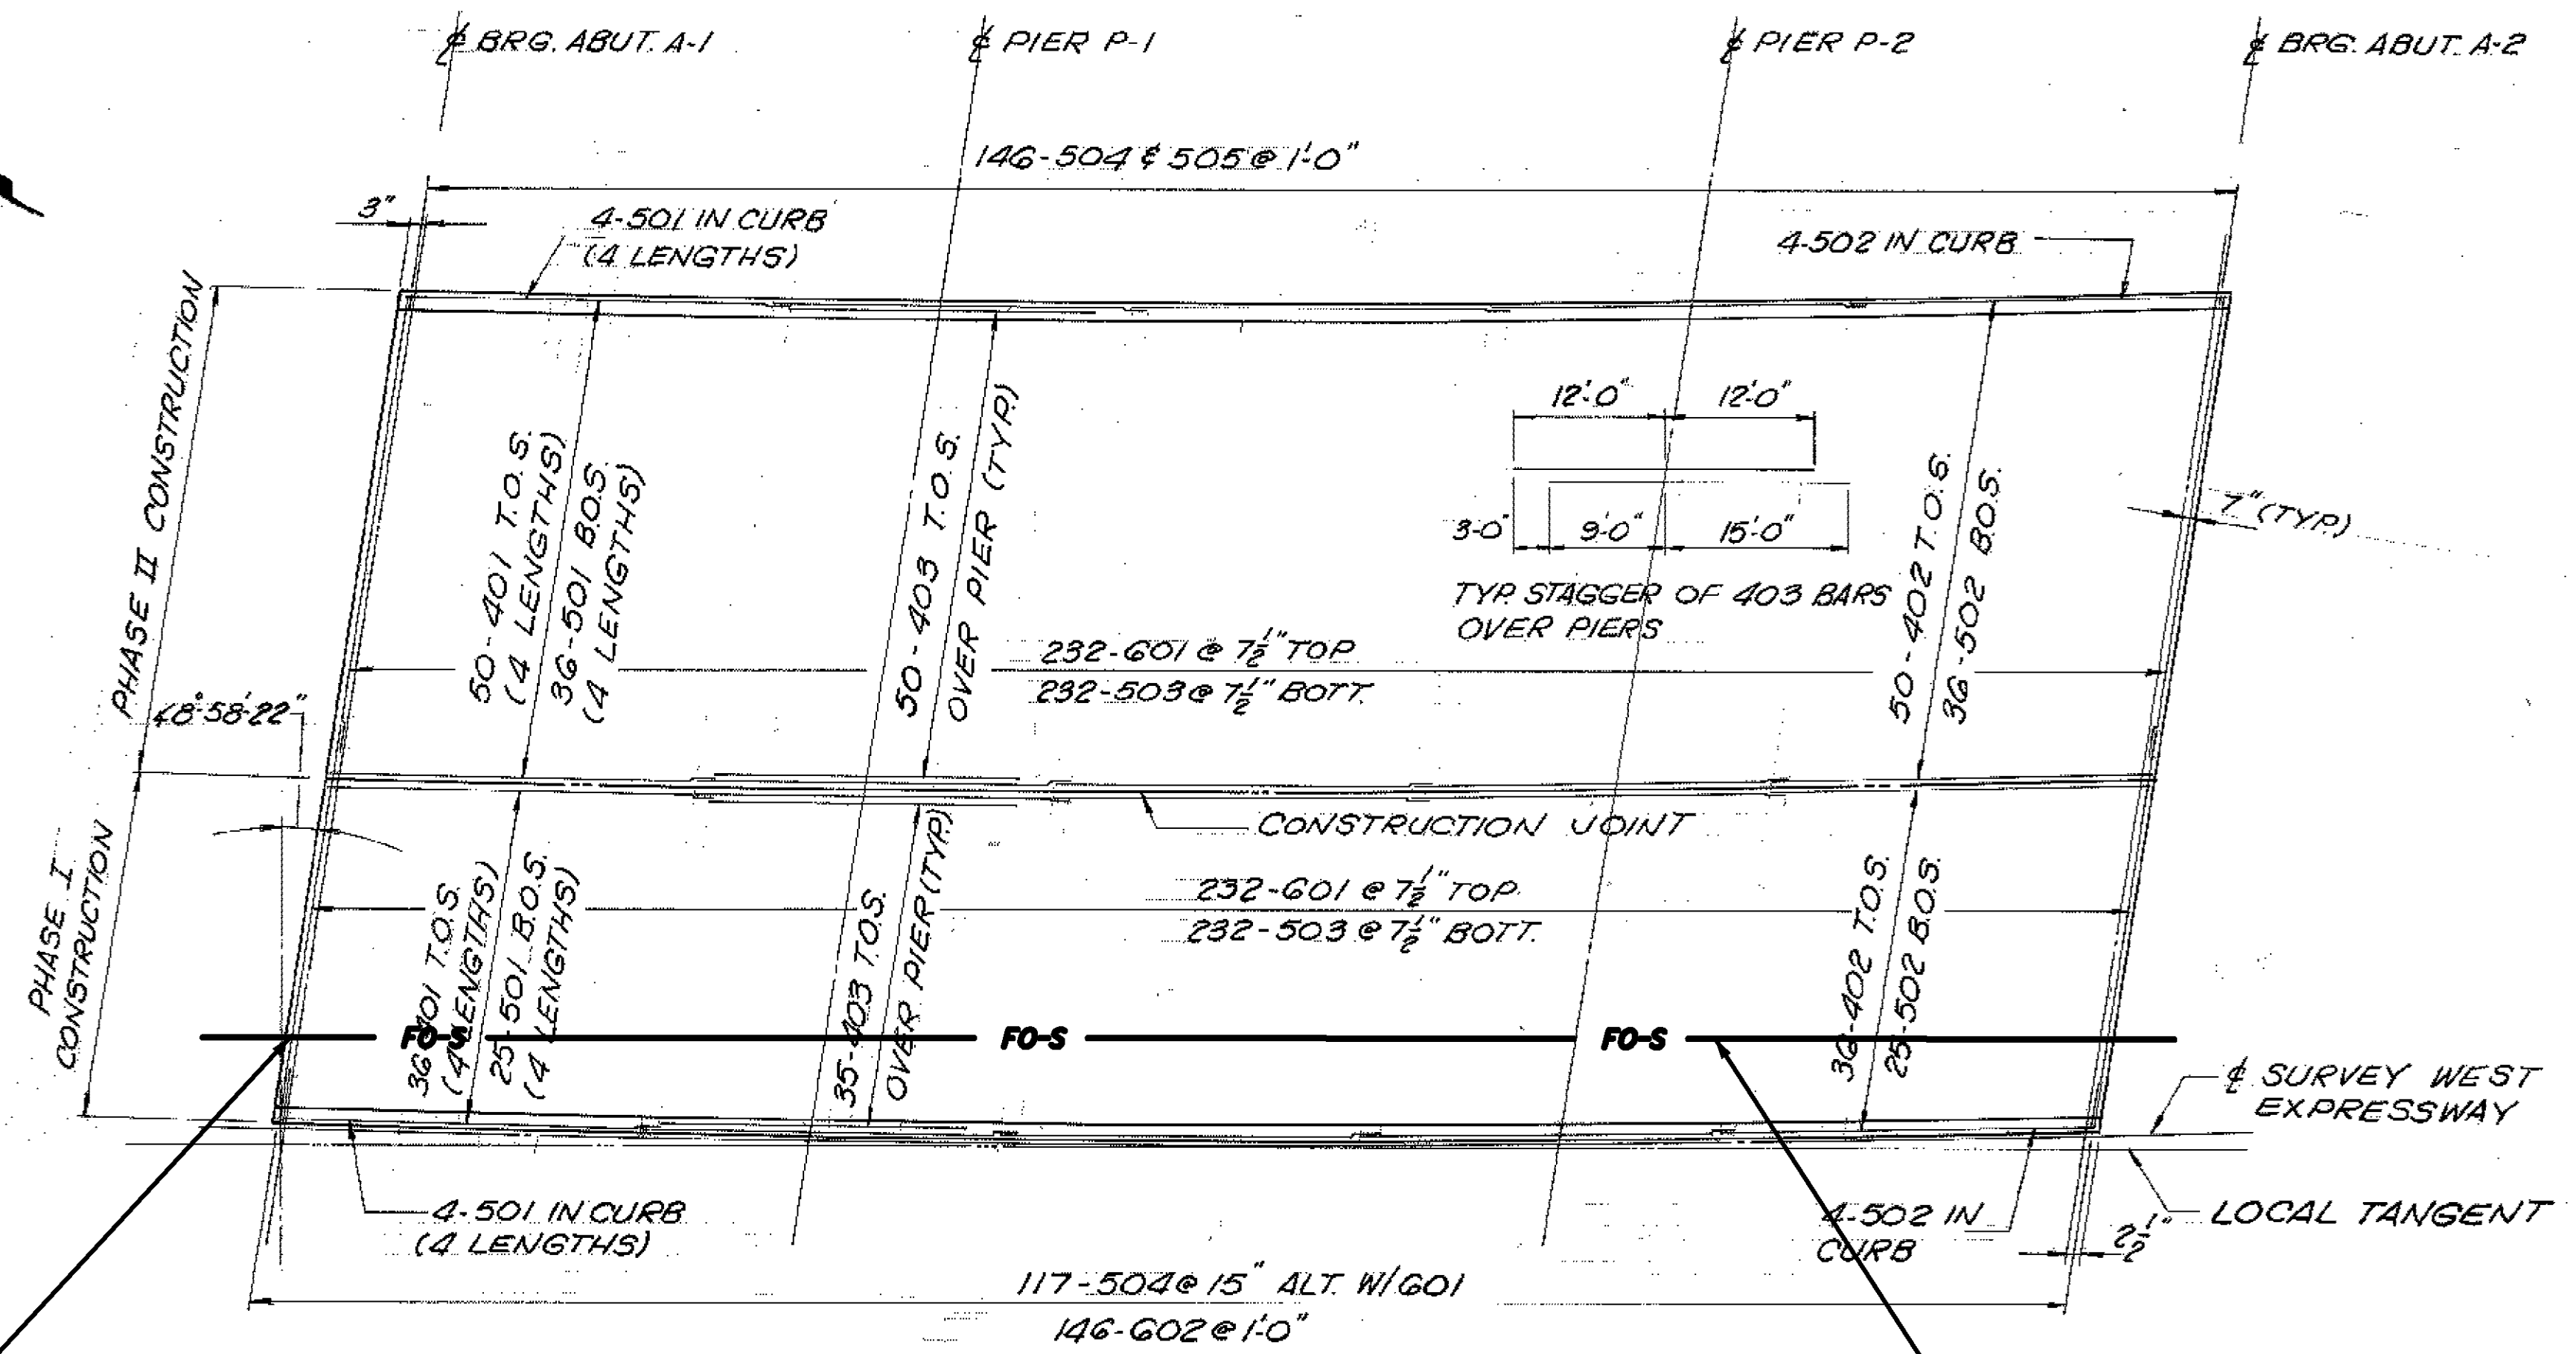 ℄ BRG. ABUT. A-1
℄ PIER P-1
℄ PIER P-2
℄ BRG. ABUT. A-2
146-504 & 505 @ 1'-0"
3"
4-501 IN CURB
(4 LENGTHS)
4-502 IN CURB
PHASE II CONSTRUCTION
50-401 T.O.S.
(4 LENGTHS)
36-501 B.O.S.
(4 LENGTHS)
50-403 T.O.S.
OVER PIER (TYP.)
12'-0"
12'-0"
3'-0"
9'-0"
15'-0"
TYP. STAGGER OF 403 BARS
OVER PIERS
50-402 T.O.S.
36-502 B.O.S.
7" (TYP.)
232-601 @ 7½" TOP
232-503 @ 7½" BOTT.
8°-58'-22"
CONSTRUCTION JOINT
PHASE I
CONSTRUCTION
36-401 T.O.S.
(4 LENGTHS)
25-501 B.O.S.
(4 LENGTHS)
35-403 T.O.S.
OVER PIER (TYP.)
232-601 @ 7½" TOP
232-503 @ 7½" BOTT.
36-402 T.O.S.
25-502 B.O.S.
FO-S
FO-S
FO-S
℄ SURVEY WEST
EXPRESSWAY
LOCAL TANGENT
4-501 IN CURB
(4 LENGTHS)
4-502 IN
CURB
2½"
117-504 @ 15" ALT. W/601
146-602 @ 1'-0"